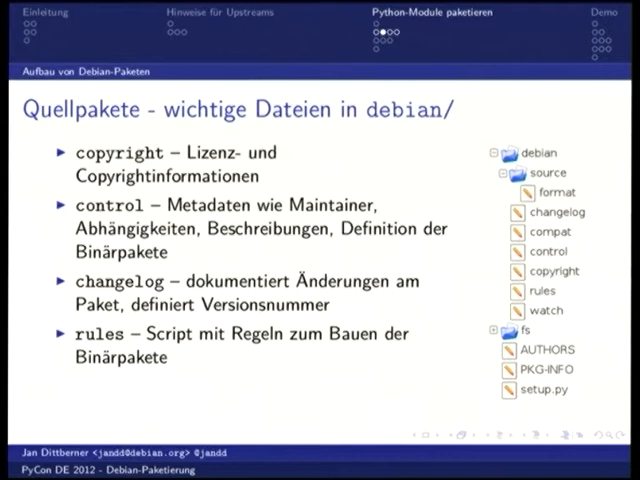 Einleitung
Hinweise für Upstreams
Python-Module paketieren
Demo
Aufbau von Debian-Paketen
Quellpakete - wichtige Dateien in debian/
copyright – Lizenz- und
Copyrightinformationen
control – Metadaten wie Maintainer,
Abhängigkeiten, Beschreibungen, Definition der
Binärpakete
changelog – dokumentiert Änderungen am
Paket, definiert Versionsnummer
rules – Script mit Regeln zum Bauen der
Binärpakete
debian
source
format
changelog
compat
control
copyright
rules
watch
fs
AUTHORS
PKG-INFO
setup.py
Jan Dittberner <jandd@debian.org> @jandd
PyCon DE 2012 - Debian-Paketierung